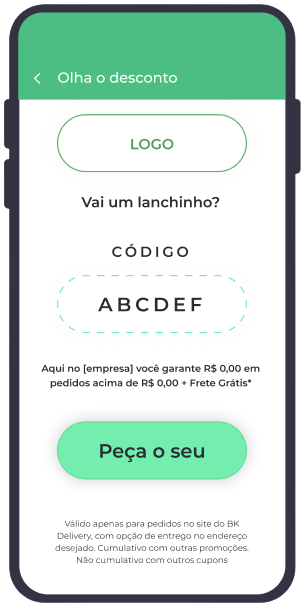 Olha o desconto
LOGO
Vai um lanchinho?
CÓDIGO
ABCDEF
Aqui no [empresa] você garante R$ 0,00 em
pedidos acima de R$ 0,00 + Frete Grátis*
Peça o seu
Válido apenas para pedidos no site do BK
Delivery, com opção de entrego no endereço
desejado. Cumulativo com outras promoções.
Não cumulativo com outros cupons